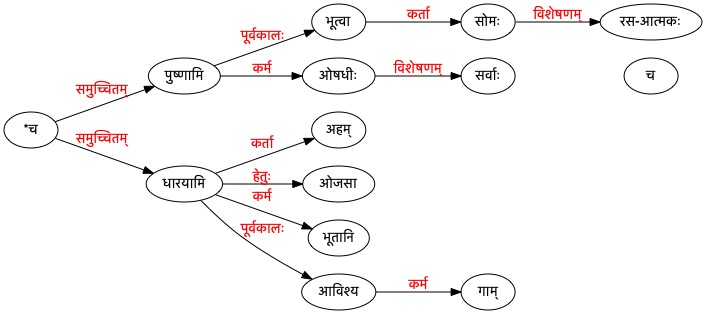 भूत्वा कर्ता सोमः विशेषणम् रस-आत्मकः
पूर्वकालः
पुष्णामि कर्म ओषधीः विशेषणम् सर्वाः च
समुच्चितम्
*च
समुच्चितम्
अहम्
कर्ता
धारयामि हेतुः ओजसा
कर्म
भूतानि
पूर्वकालः
आविश्य कर्म गाम्